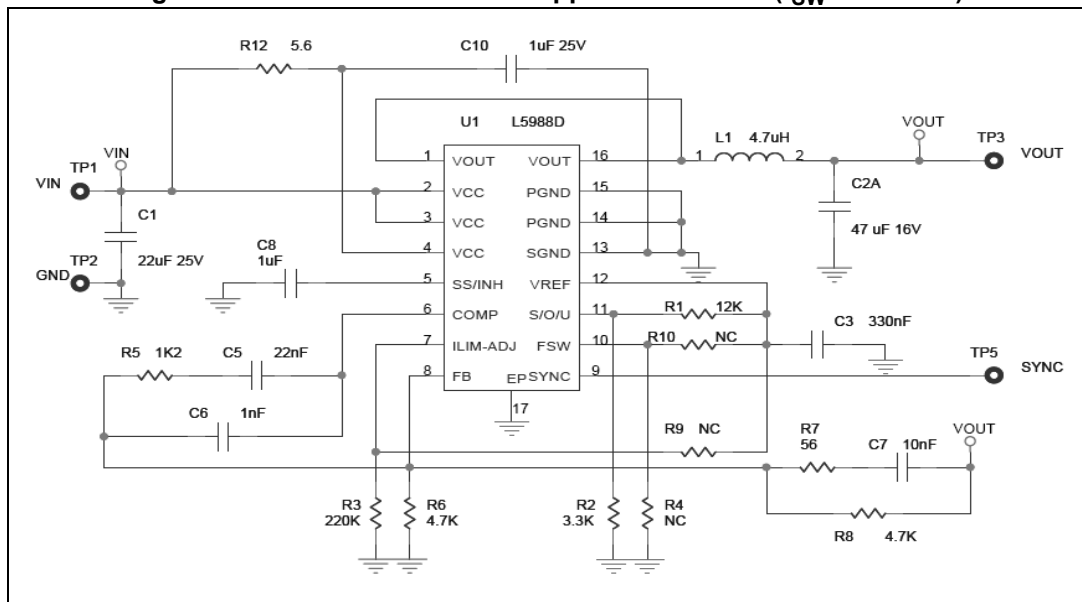 R12 5.6
C10 1uF 25V
U1 L5988D
VIN
TP1
VIN
C1
22uF 25V
TP2
GND
C8
1uF
1 VOUT VOUT 16
2 VCC PGND 15
3 VCC PGND 14
4 VCC SGND 13
5 SS/INH VREF 12
6 COMP S/O/U 11
7 ILIM-ADJ FSW 10
8 FB EP SYNC 9
17
1 L1 4.7uH 2
VOUT
TP3
VOUT
C2A
47 uF 16V
R1 12K
R10 NC
C3 330nF
TP5
SYNC
R5 1K2
C5 22nF
C6 1nF
R9 NC
R7
56
C7 10nF
VOUT
R3
220K
R6
4.7K
R2
3.3K
R4
NC
R8 4.7K